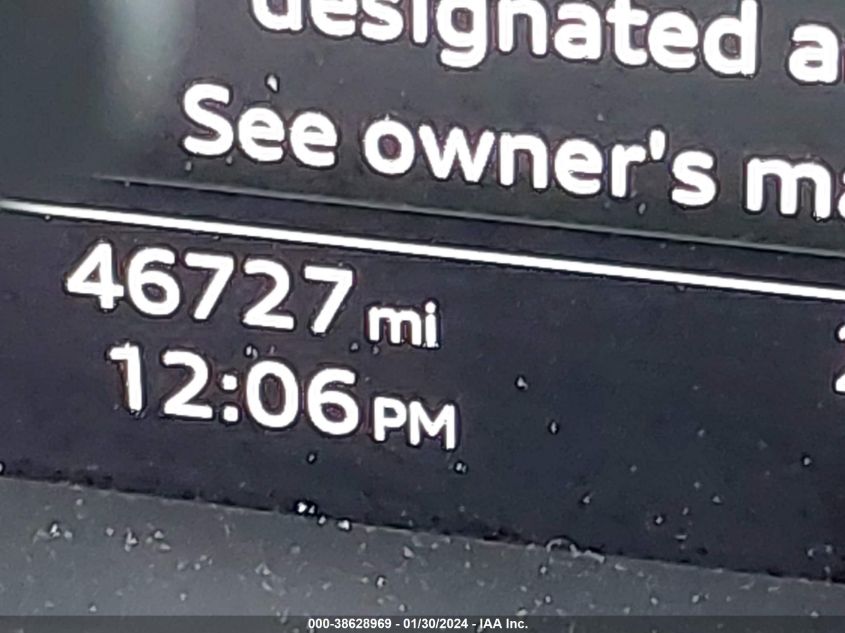 designated
See owner's
46727 mi
12:06 PM
000-38628969 - 01/30/2024 - IAA Inc.